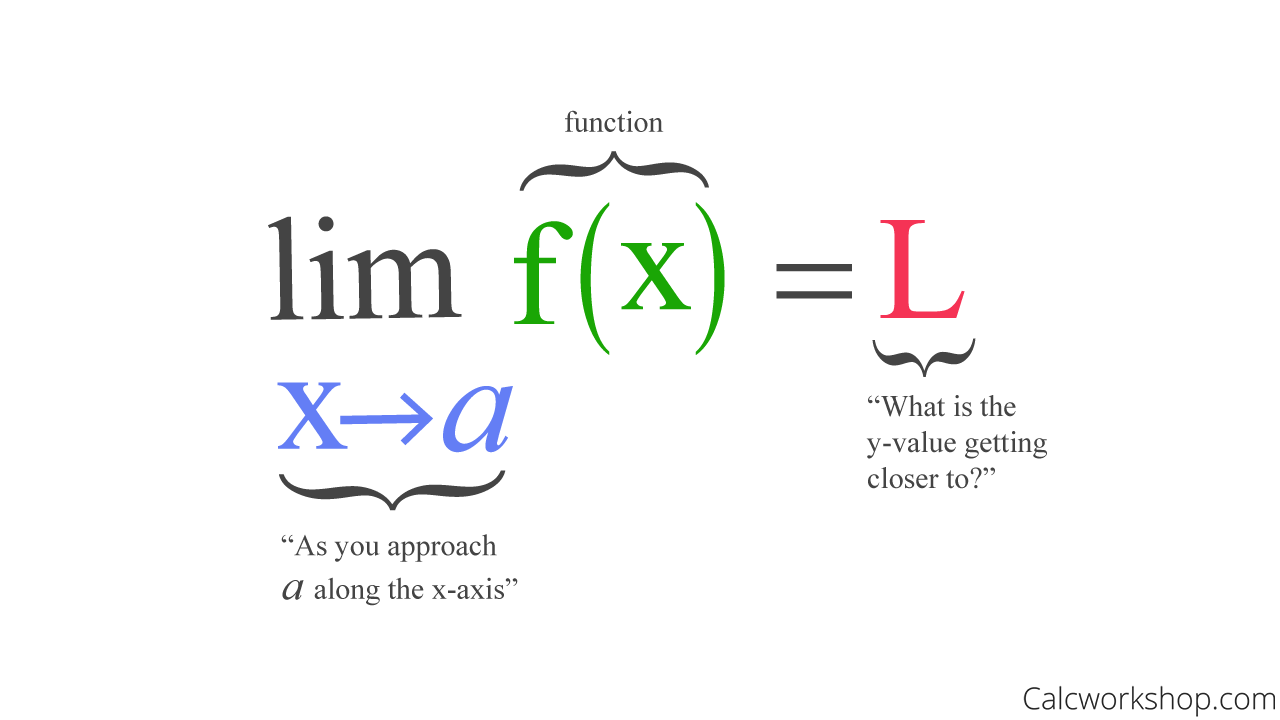 function
lim f(x) = L
x→a
“What is the
y-value getting
closer to?”
“As you approach
a along the x-axis”
Calcworkshop.com